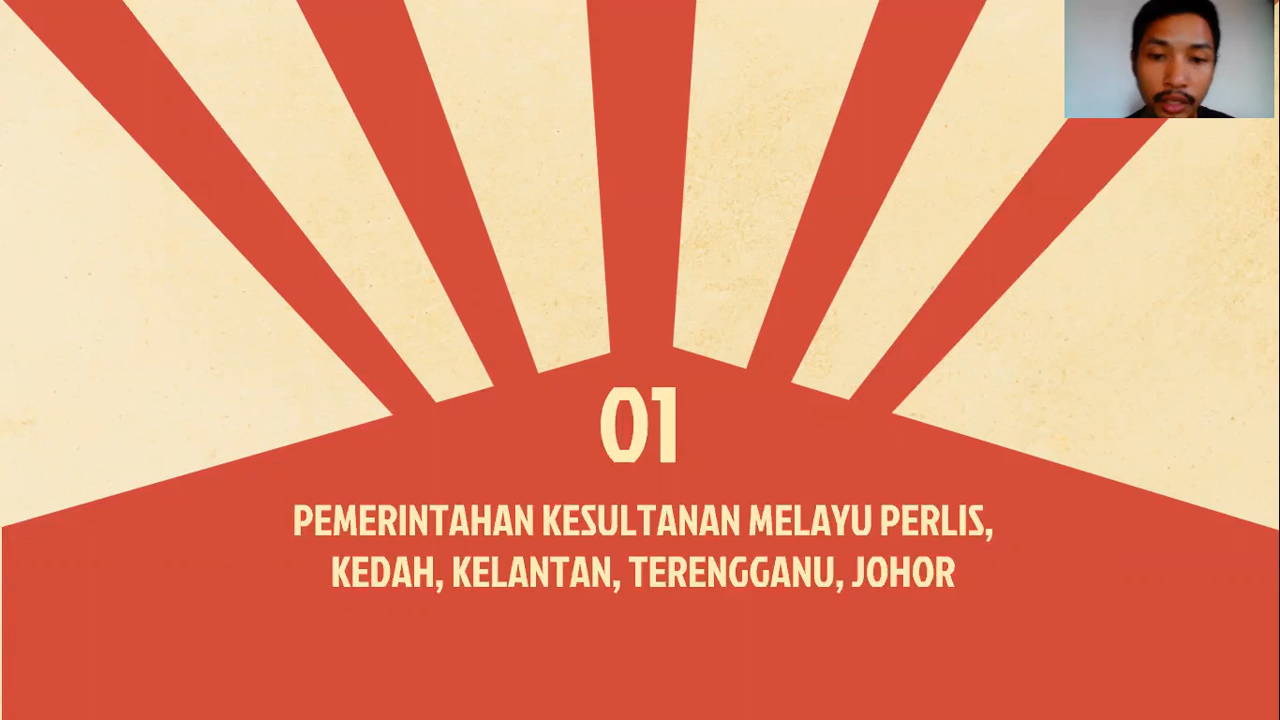 01
PEMERINTAHAN KESULTANAN MELAYU PERLIS,
KEDAH, KELANTAN, TERENGGANU, JOHOR